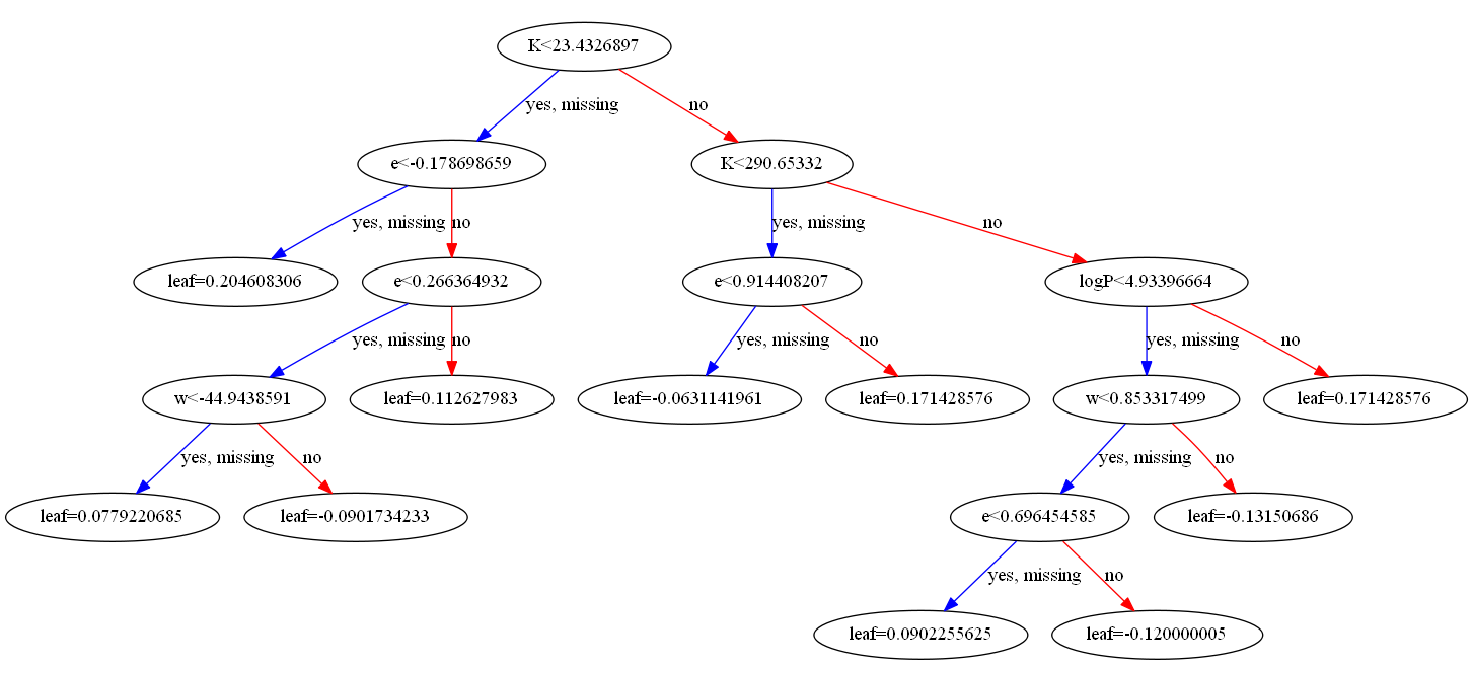 K<23.4326897
yes, missing
no
e<-0.178698659
K<290.65332
yes, missing
no
yes, missing
no
leaf=0.204608306
e<0.266364932
e<0.914408207
logP<4.93396664
yes, missing
no
yes, missing
no
yes, missing
no
w<-44.9438591
leaf=0.112627983
leaf=-0.0631141961
leaf=0.171428576
w<0.853317499
leaf=0.171428576
yes, missing
no
yes, missing
no
leaf=0.0779220685
leaf=-0.0901734233
e<0.696454585
leaf=-0.13150686
yes, missing
no
leaf=0.0902255625
leaf=-0.120000005